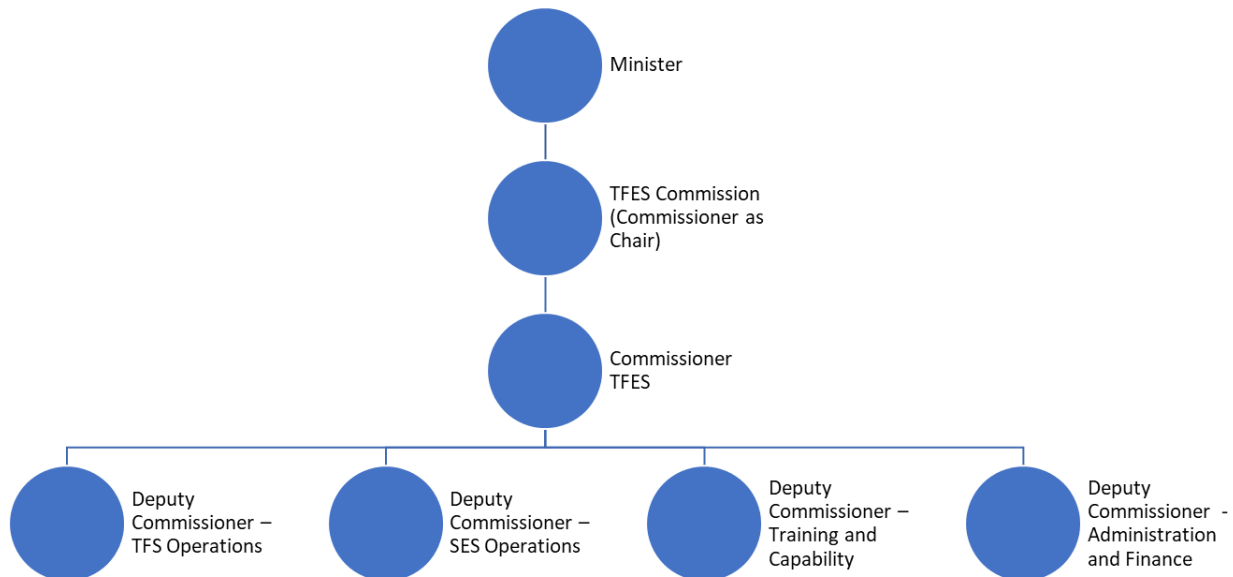 Minister
TFES Commission
(Commissioner as
Chair)
Commissioner
TFES
Deputy
Commissioner –
TFS Operations
Deputy
Commissioner –
SES Operations
Deputy
Commissioner –
Training and
Capability
Deputy
Commissioner -
Administration
and Finance